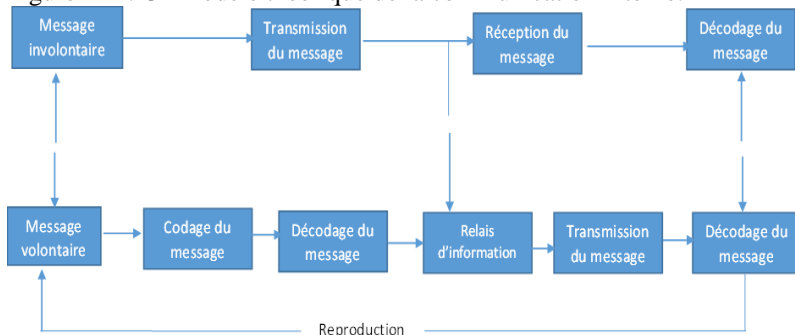 Message
involontaire
Transmission
du message
Réception du
message
Décodage du
message
Message
volontaire
Codage du
message
Décodage du
message
Relais
d'information
Transmission
du message
Décodage du
message
Reproduction